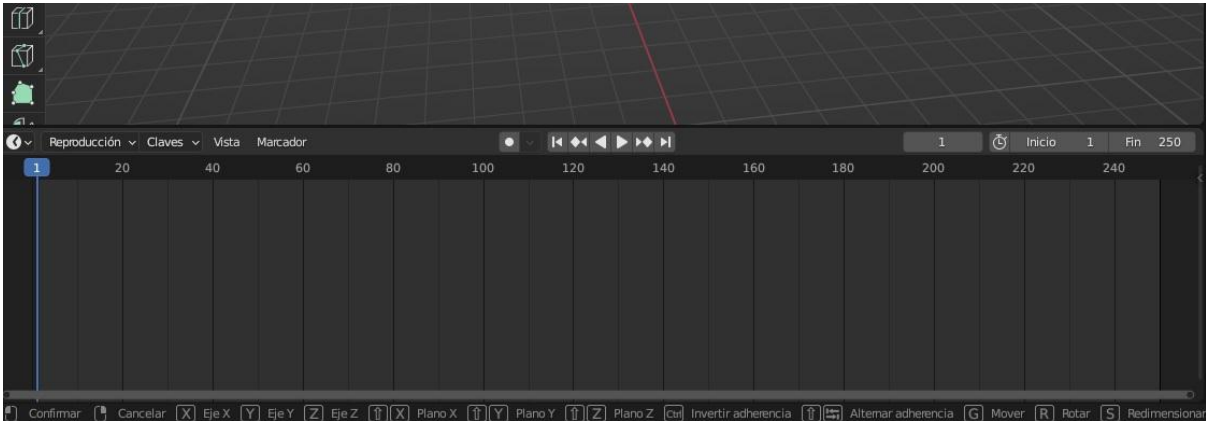 Reproducción Claves Vista Marcador 1 Inicio 1 Fin 250
1 20 40 60 80 100 120 140 160 180 200 220 240
Confirmar Cancelar X Eje X Y Eje Y Z Eje Z X Plano X Y Plano Y Z Plano Z Ctrl Invertir adherencia Alternar adherencia G Mover R Rotar S Redimensionar